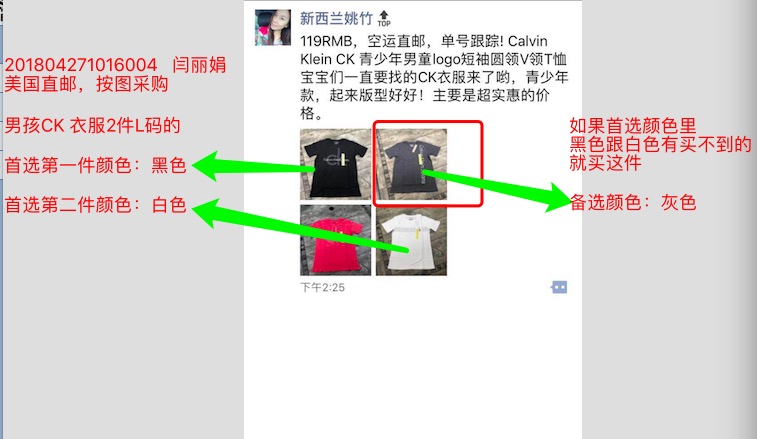 新西兰姚竹
TOP
119RMB，空运直邮，单号跟踪! Calvin
Klein CK 青少年男童logo短袖圆领V领T恤
宝宝们一直要找的CK衣服来了哟，青少年
款，起来版型好好！主要是超实惠的价
格。
下午2:25
201804271016004 闫丽娟
美国直邮，按图采购
男孩CK 衣服2件L码的
首选第一件颜色：黑色
首选第二件颜色：白色
如果首选颜色里
黑色跟白色有买不到的
就买这件
备选颜色：灰色